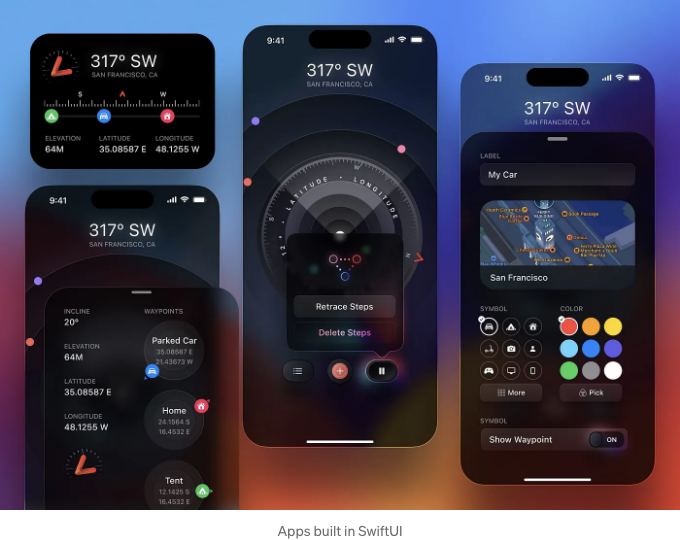 317° SW
SAN FRANCISCO, CA
S A W
ELEVATION LATITUDE LONGITUDE
64M 35.08587 E 48.1255 W
9:41
317° SW
SAN FRANCISCO, CA
INCLINE
20°
ELEVATION
64M
LATITUDE
35.08587 E
LONGITUDE
48.1255 W
WAYPOINTS
Parked Car
35.08587 E
21.43673 W
Home
24.1564 S
16.4532 E
Tent
12.1625 S
16.4532 E
9:41
317° SW
SAN FRANCISCO, CA
LATITUDE • LONGITUDE
Retrace Steps
Delete Steps
9:41
317° SW
SAN FRANCISCO, CA
LABEL
My Car
San Francisco
SYMBOL
COLOR
More
Pick
SYMBOL
Show Waypoint
ON
Apps built in SwiftUI